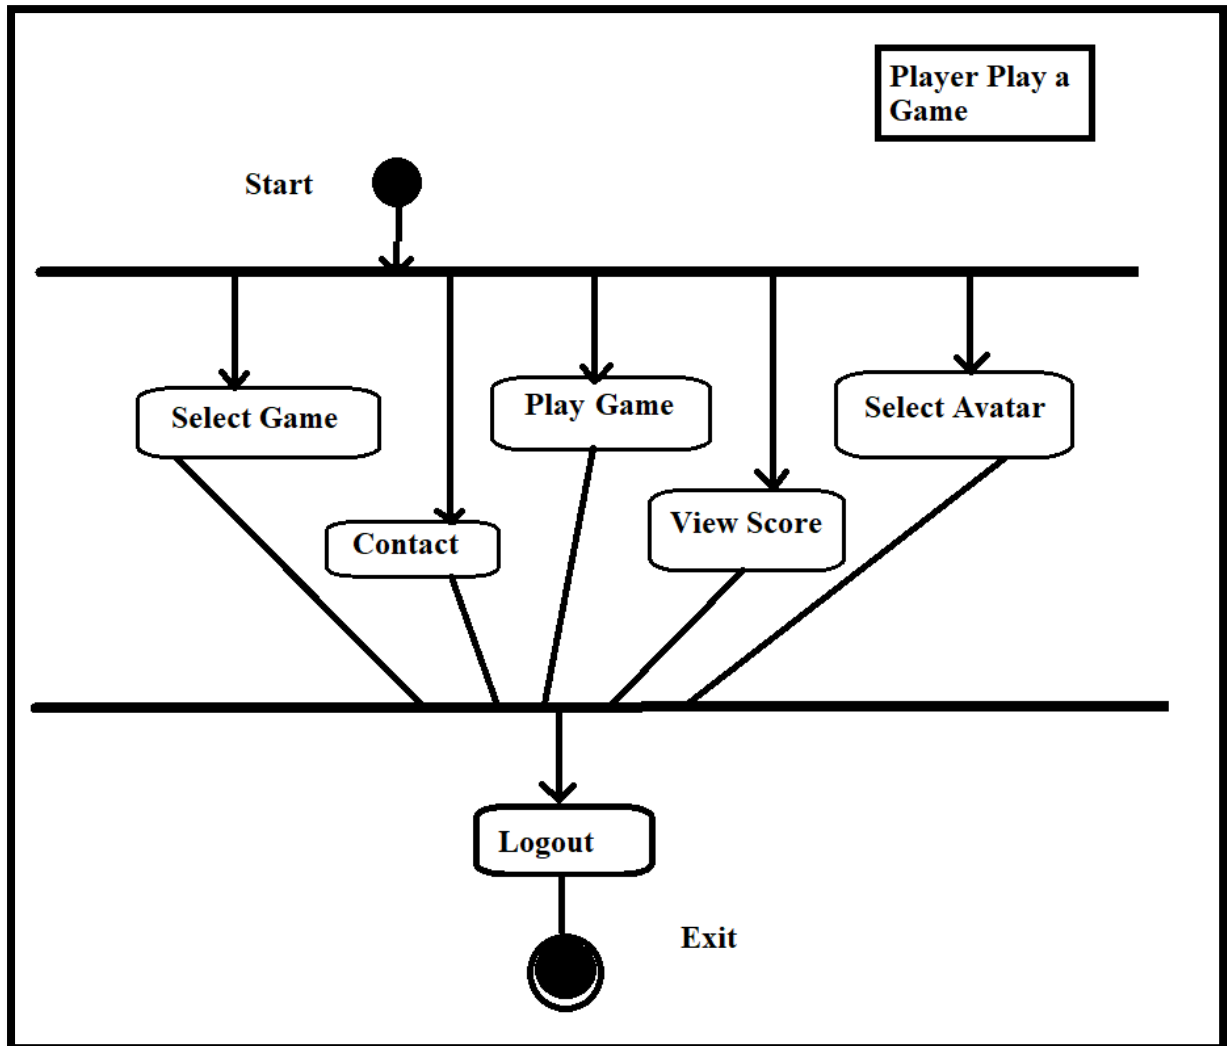 Player Play a
Game
Start
Select Game
Play Game
Select Avatar
Contact
View Score
Logout
Exit